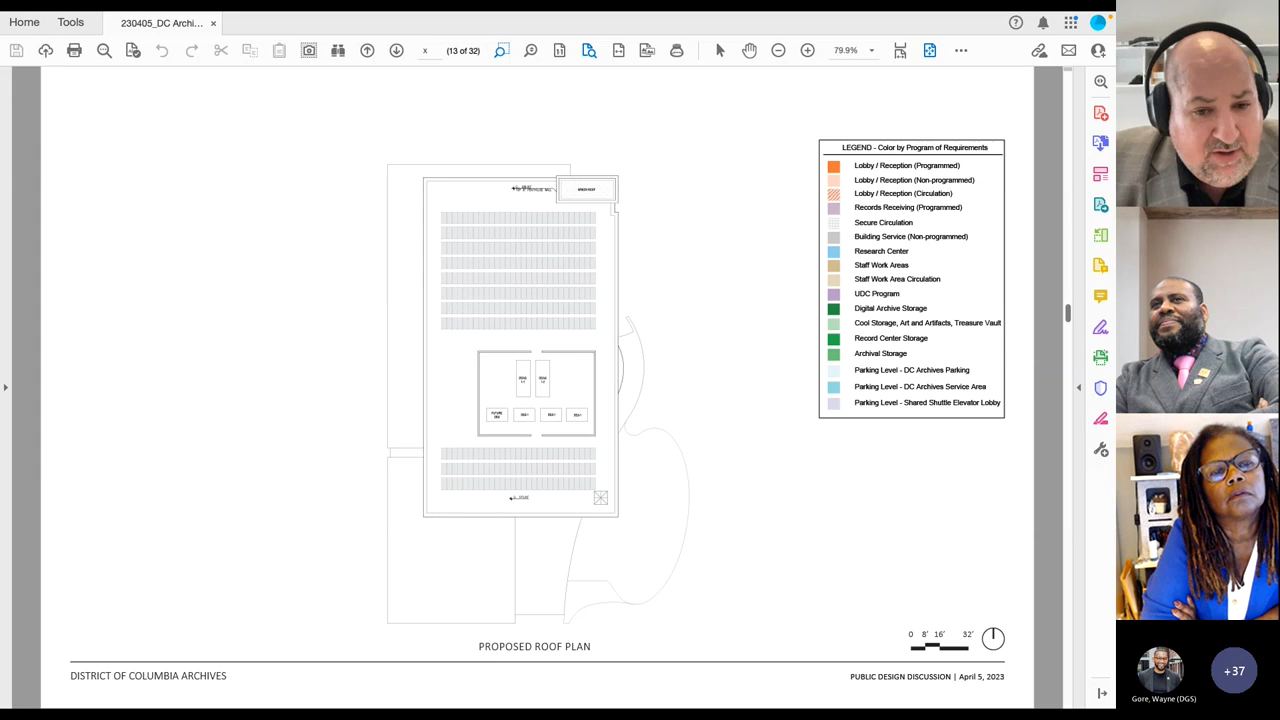 Home
Tools
230405_DC Archi...
(13 of 32)
79.9%
LEGEND - Color by Program of Requirements
Lobby / Reception (Programmed)
Lobby / Reception (Non-programmed)
Lobby / Reception (Circulation)
Records Receiving (Programmed)
Secure Circulation
Building Service (Non-programmed)
Research Center
Staff Work Areas
Staff Work Area Circulation
UDC Program
Digital Archive Storage
Cool Storage, Art and Artifacts, Treasure Vault
Record Center Storage
Archival Storage
Parking Level - DC Archives Parking
Parking Level - DC Archives Service Area
Parking Level - Shared Shuttle Elevator Lobby
0 8' 16' 32'
PROPOSED ROOF PLAN
DISTRICT OF COLUMBIA ARCHIVES
PUBLIC DESIGN DISCUSSION | April 5, 2023
+37
Gore, Wayne (DGS)